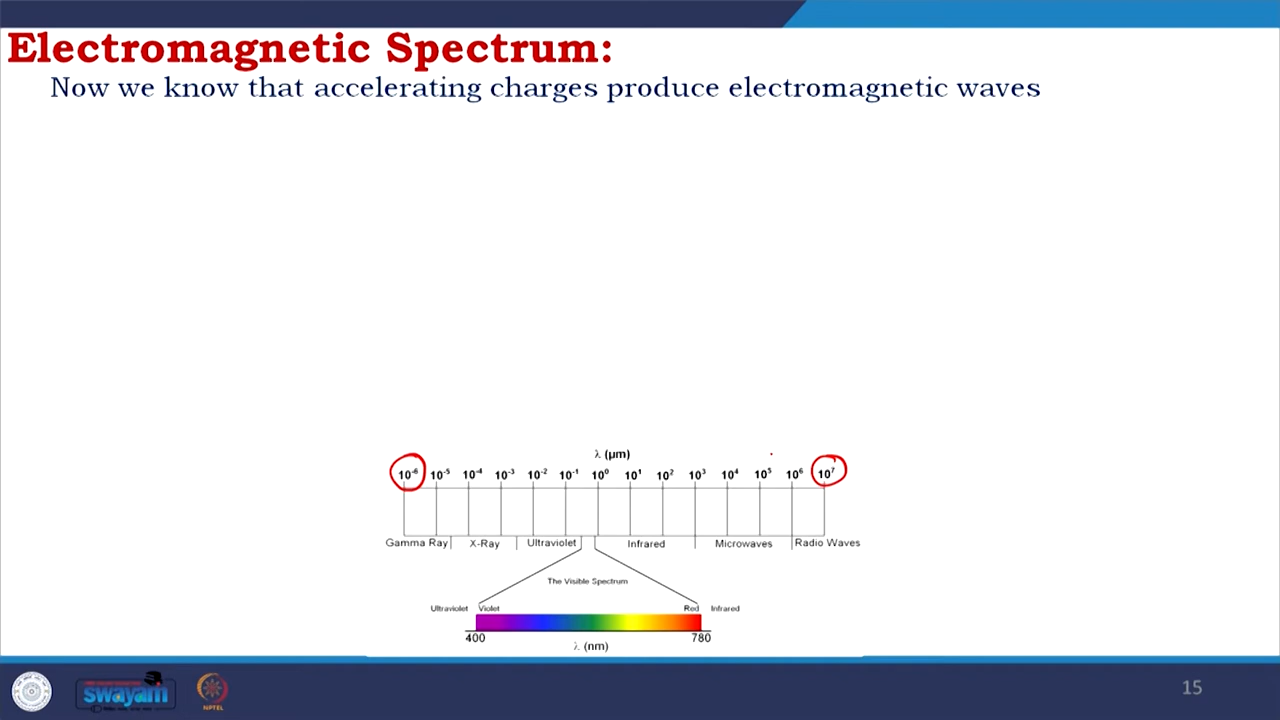 Electromagnetic Spectrum:
Now we know that accelerating charges produce electromagnetic waves
λ (μm)
10⁻⁶ 10⁻⁵ 10⁻⁴ 10⁻³ 10⁻² 10⁻¹ 10⁰ 10¹ 10² 10³ 10⁴ 10⁵ 10⁶ 10⁷
Gamma Ray X-Ray Ultraviolet Infrared Microwaves Radio Waves
The Visible Spectrum
Ultraviolet Violet Red Infrared
400 780
λ (nm)
swayam
NPTEL
15